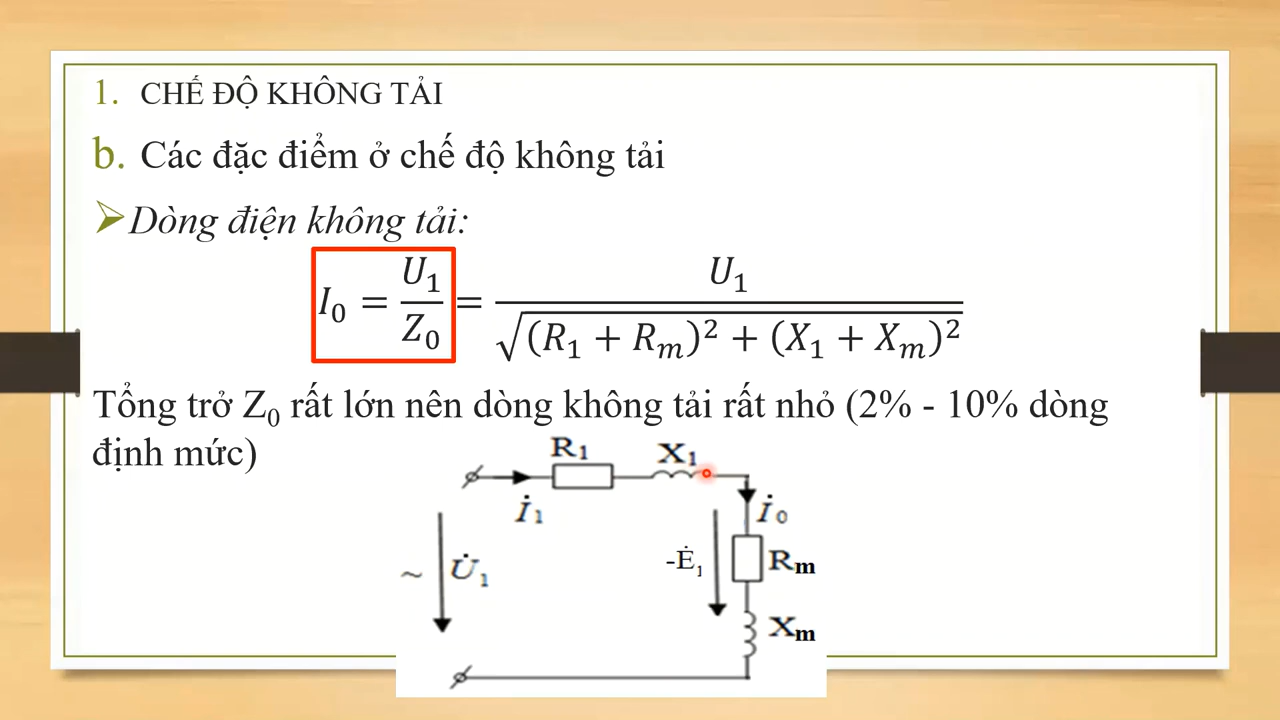 1. CHẾ ĐỘ KHÔNG TẢI
b. Các đặc điểm ở chế độ không tải
➢Dòng điện không tải:
I₀ = U₁/Z₀ = U₁/√((R₁ + Rₘ)² + (X₁ + Xₘ)²)
Tổng trở Z₀ rất lớn nên dòng không tải rất nhỏ (2% - 10% dòng
định mức)
R₁ X₁
İ₁ İ₀
~ U̇₁ -Ė₁ Rₘ
Xₘ